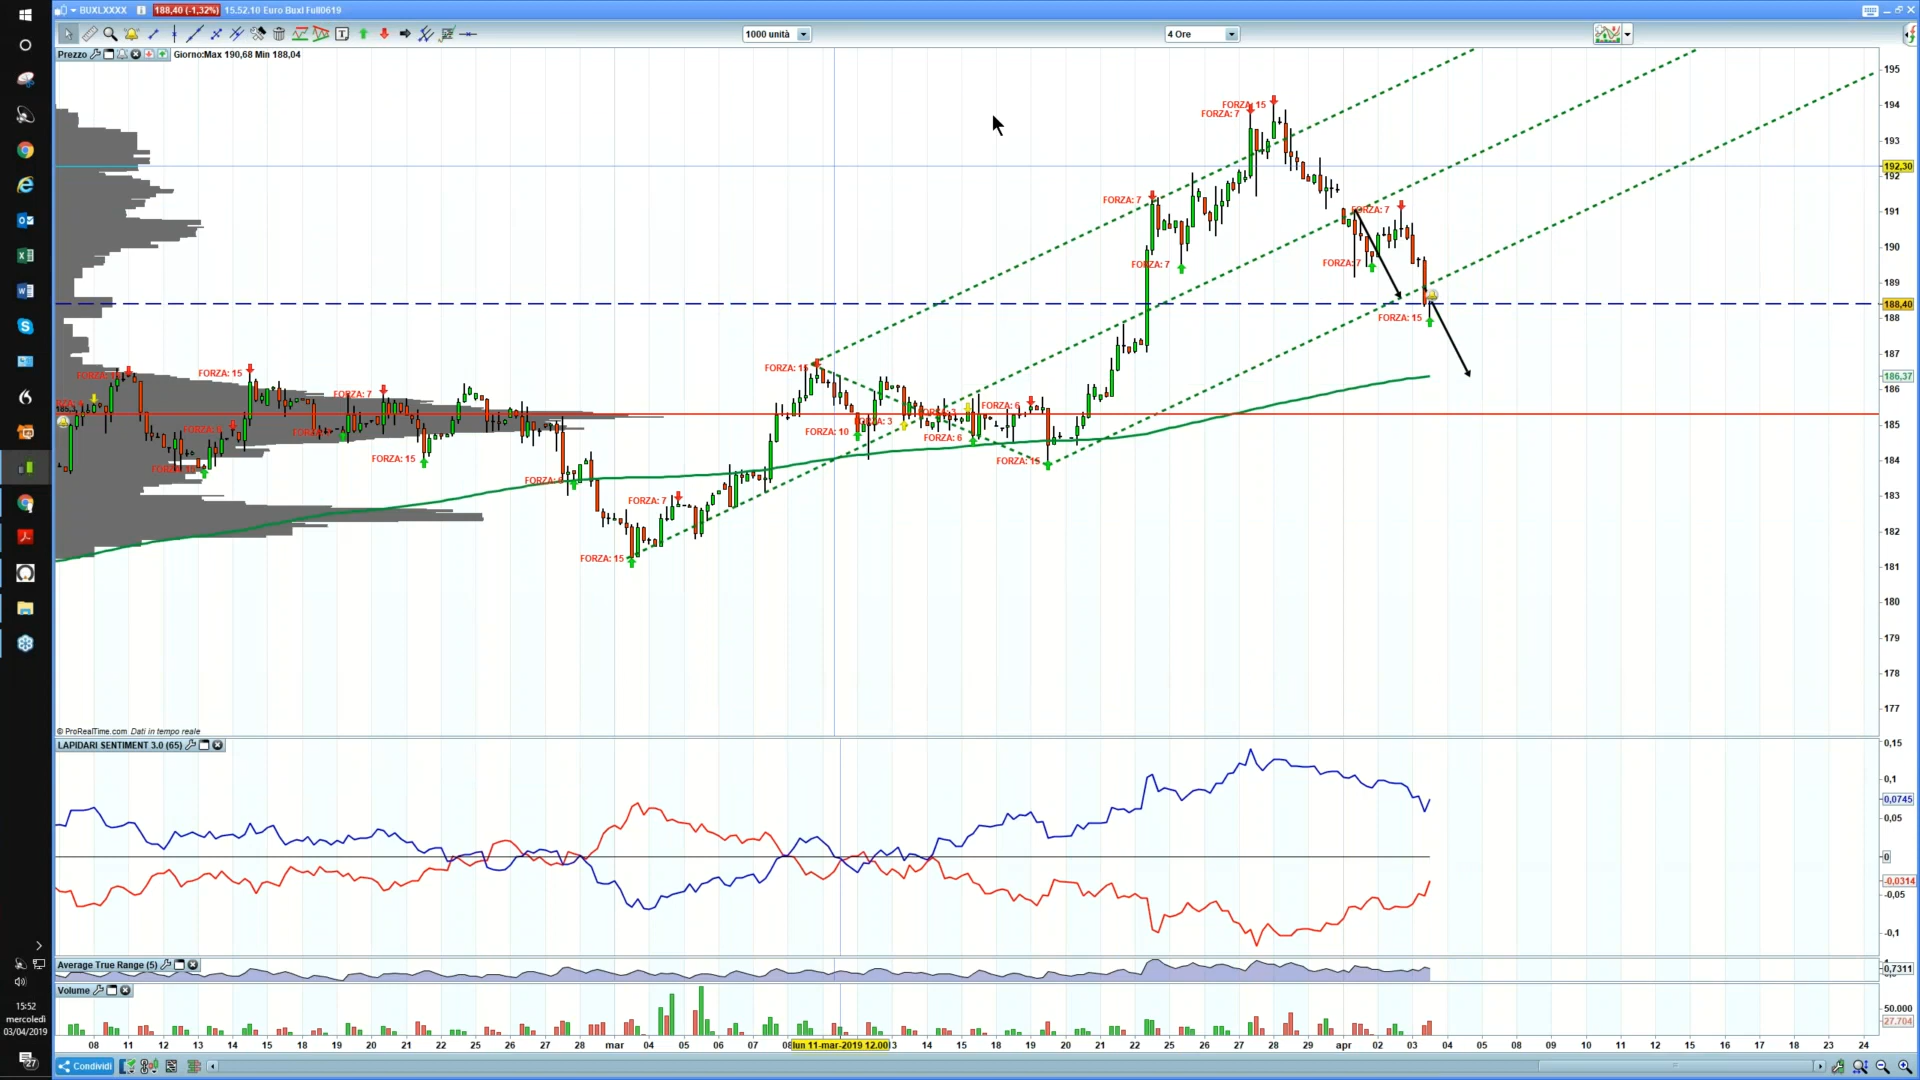 BUXLXXXX 188,40 (-1,32%) 15.52.10 Euro Buxl Full0619
1000 unità
4 Ore
Prezzo Giorno:Max 190,68 Min 188,04
195
194
193
192,30
192
191
190
189
188,40
188
187
186,37
186
185
184
183
182
181
180
179
178
177
FORZA: 15
FORZA: 7
FORZA: 7
FORZA: 7
FORZA: 7
FORZA: 7
FORZA: 15
FORZA: 15
FORZA: 7
FORZA: 15
FORZA: 10
FORZA: 6
FORZA: 6
FORZA: 15
FORZA: 15
FORZA: 7
FORZA: 15
© ProRealTime.com Dati in tempo reale
LAPIDARI SENTIMENT 3.0 (65)
0,15
0,1
0,0745
0,05
0
-0,0314
-0,05
-0,1
Average True Range (5)
0,7311
Volume
50.000
27.704
08 11 12 13 14 15 18 19 20 21 22 25 26 27 28 mar 04 05 06 07 08 lun 11-mar-2019 12.00 13 14 15 18 19 20 21 22 25 26 27 28 29 apr 02 03 04 05 08 09 10 11 12 15 16 17 18 23 24
Condividi
15:52
mercoledì
03/04/2019
27